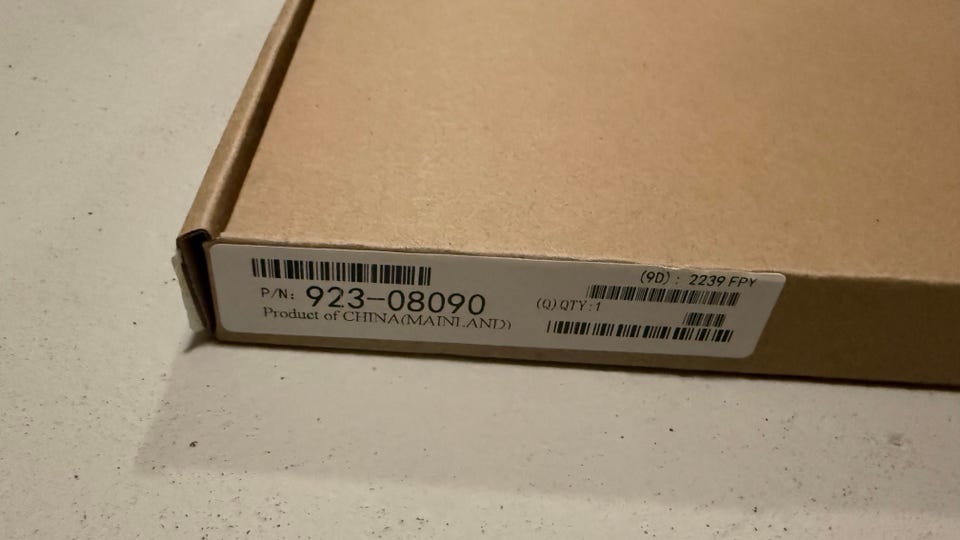 P/N: 923-08090
Product of CHINA(MAINLAND)
(9D) : 2239 FPY
(Q) QTY:1